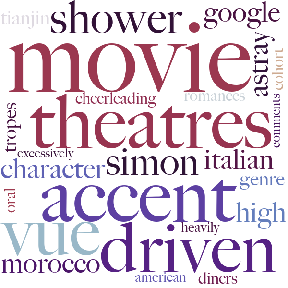 tianjin
shower
google
movie
astray
cohort
cheerleading
romances
comments
tropes
theatres
excessively
simon
italian
character
genre
oral
accent
high
vue
heavily
driven
morocco
american
diners